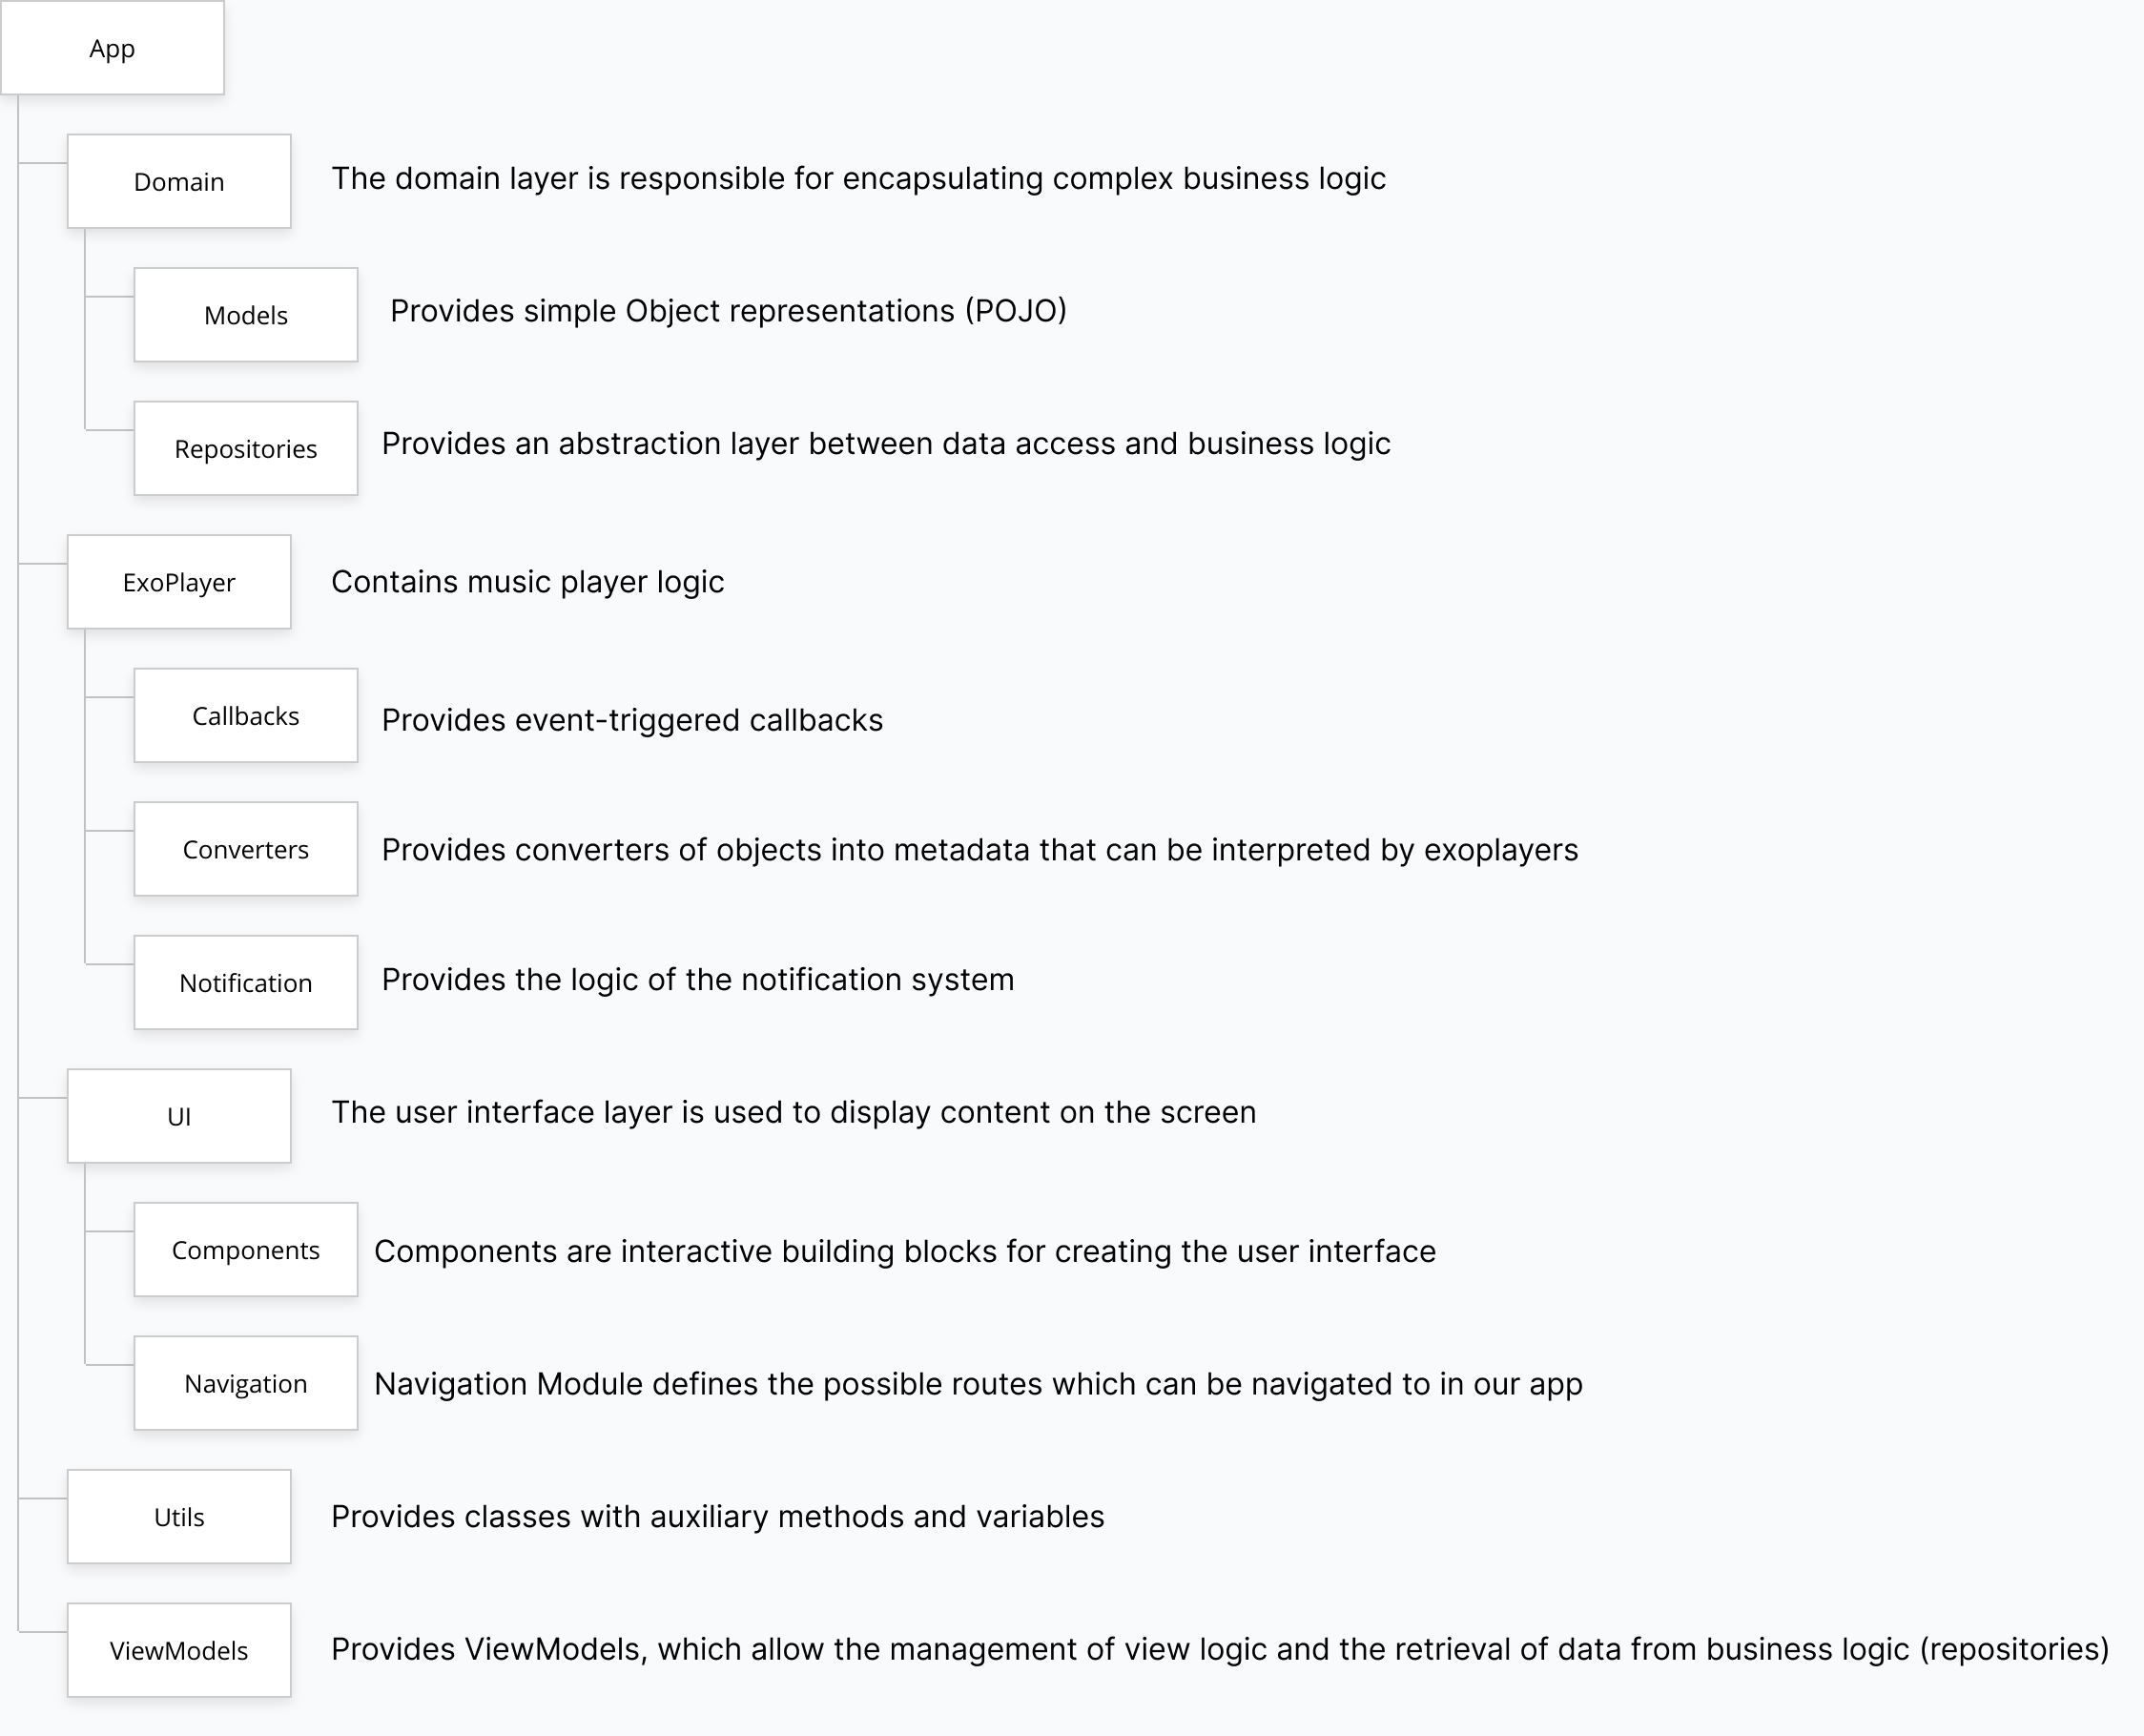 App
Domain
The domain layer is responsible for encapsulating complex business logic
Models
Provides simple Object representations (POJO)
Repositories
Provides an abstraction layer between data access and business logic
ExoPlayer
Contains music player logic
Callbacks
Provides event-triggered callbacks
Converters
Provides converters of objects into metadata that can be interpreted by exoplayers
Notification
Provides the logic of the notification system
UI
The user interface layer is used to display content on the screen
Components
Components are interactive building blocks for creating the user interface
Navigation
Navigation Module defines the possible routes which can be navigated to in our app
Utils
Provides classes with auxiliary methods and variables
ViewModels
Provides ViewModels, which allow the management of view logic and the retrieval of data from business logic (repositories)